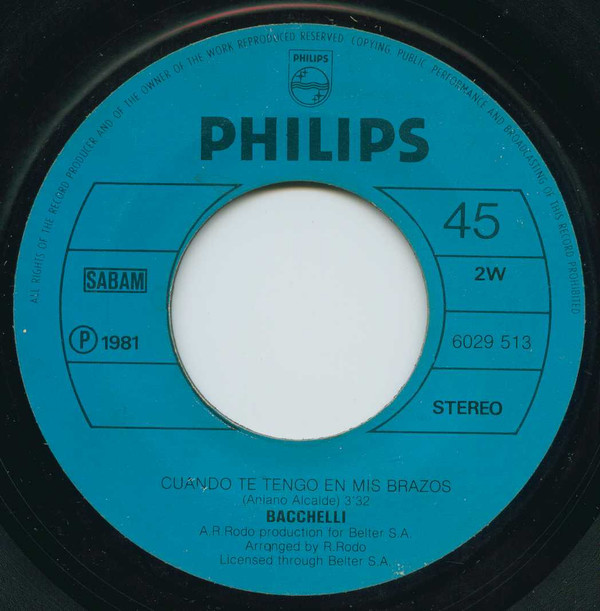 ALL RIGHTS OF THE RECORD PRODUCER AND OF THE OWNER OF THE WORK REPRODUCED RESERVED. COPYING, PUBLIC PERFORMANCE AND BROADCASTING OF THIS RECORD PROHIBITED
PHILIPS
PHILIPS
45
SABAM
2W
P 1981
6029 513
STEREO
CUANDO TE TENGO EN MIS BRAZOS
(Aniano Alcalde) 3'32
BACCHELLI
A R. Rodo production for Belter S.A.
Arranged by R. Rodo
Licensed through Belter S.A.